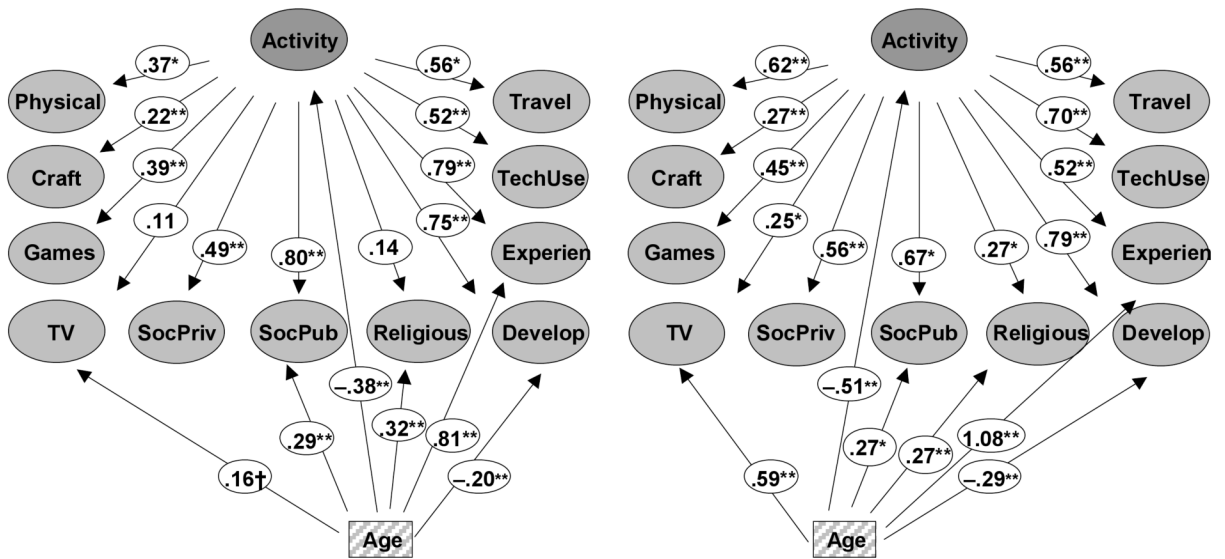 Activity
.37*
.56*
Physical
Travel
.22**
.52**
Craft
TechUse
.39**
.79**
.11
.75**
Games
.49**
.80**
.14
Experien
TV
SocPriv
SocPub
Religious
Develop
–.38**
.29**
.32**
.81**
.16†
–.20**
Age
Activity
.62**
.56**
Physical
Travel
.27**
.70**
Craft
TechUse
.45**
.52**
.25*
.79**
Games
.56**
.67*
.27*
Experien
TV
SocPriv
SocPub
Religious
Develop
–.51**
.27*
.27**
1.08**
.59**
–.29**
Age